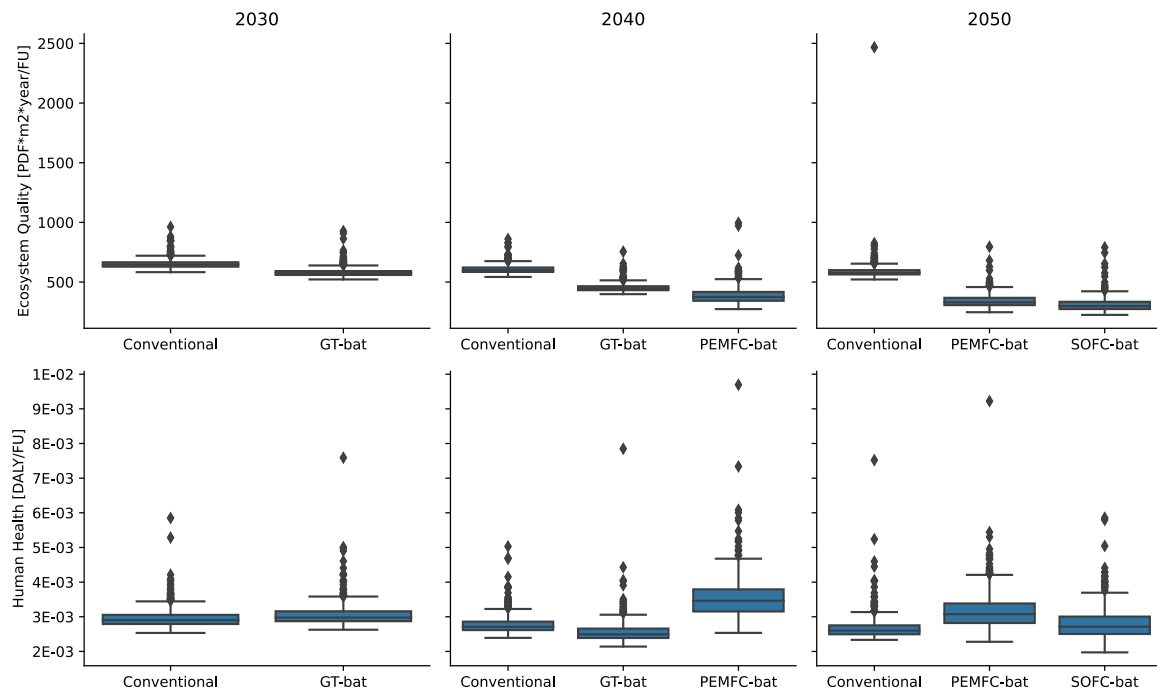 2030 2040 2050
Ecosystem Quality [PDF*m2*year/FU]
2500
2000
1500
1000
500
Conventional GT-bat Conventional GT-bat PEMFC-bat Conventional PEMFC-bat SOFC-bat
Human Health [DALY/FU]
1E-02
9E-03
8E-03
7E-03
6E-03
5E-03
4E-03
3E-03
2E-03
Conventional GT-bat Conventional GT-bat PEMFC-bat Conventional PEMFC-bat SOFC-bat